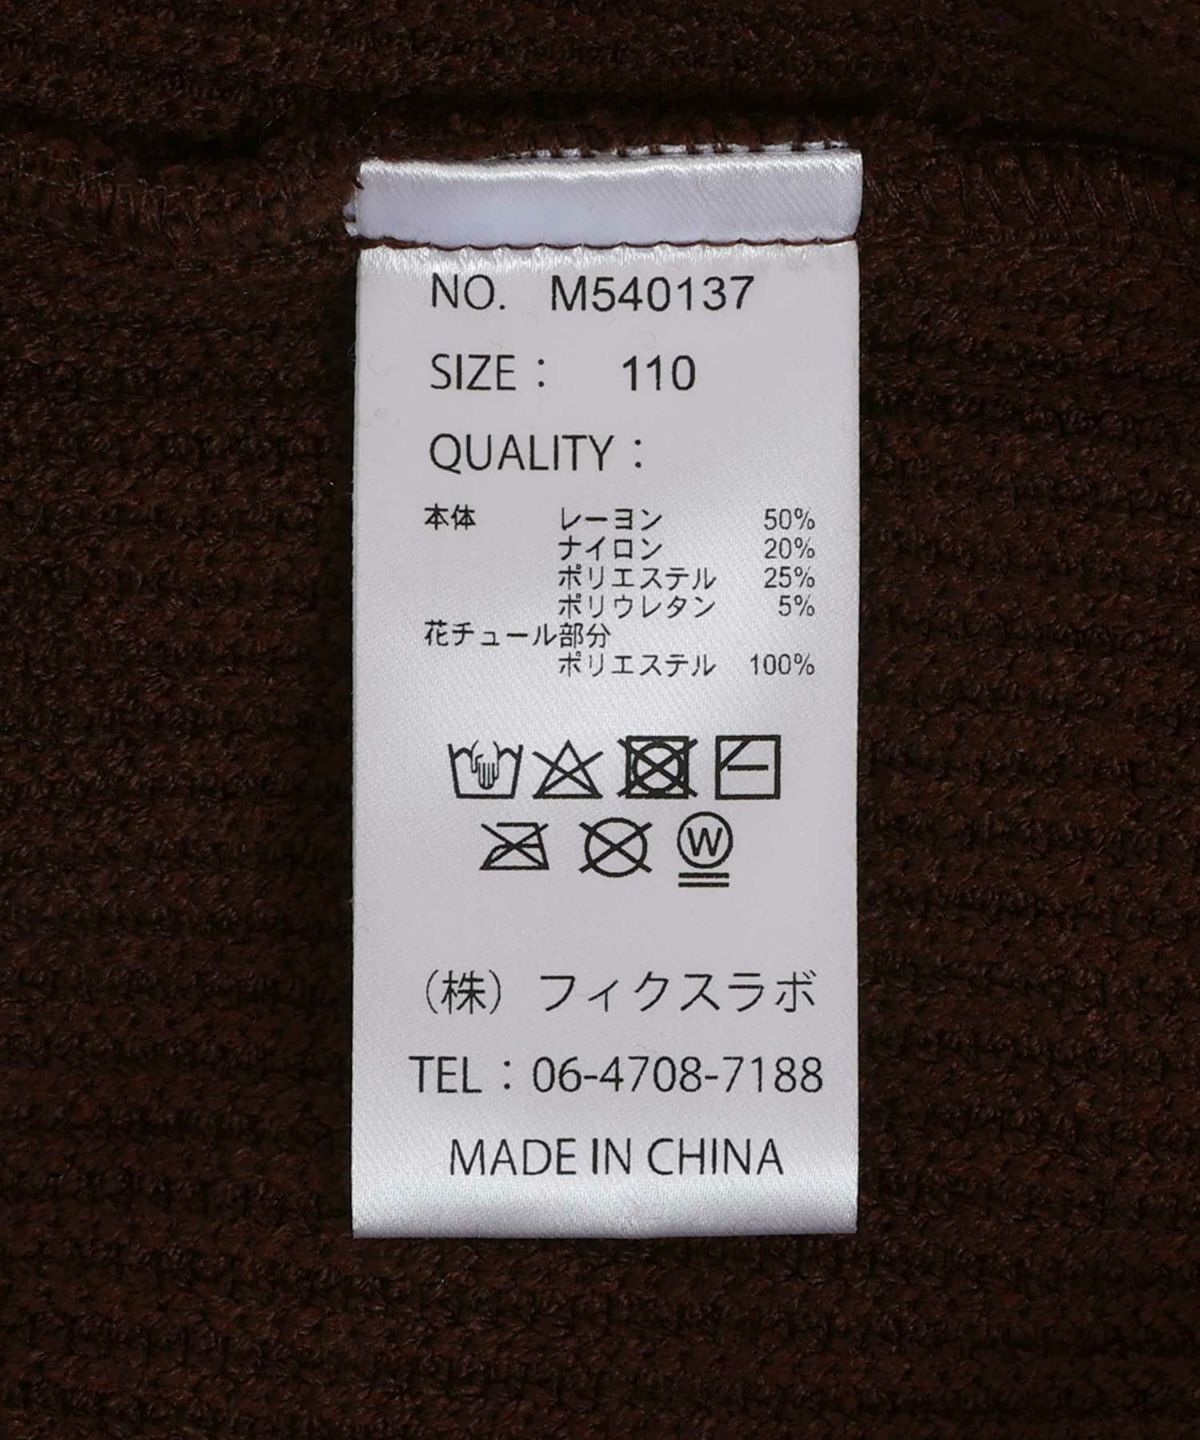 NO. M540137
SIZE： 110
QUALITY：
本体 レーヨン 50%
ナイロン 20%
ポリエステル 25%
ポリウレタン 5%
花チュール部分
ポリエステル 100%
W
（株）フィクスラボ
TEL：06-4708-7188
MADE IN CHINA